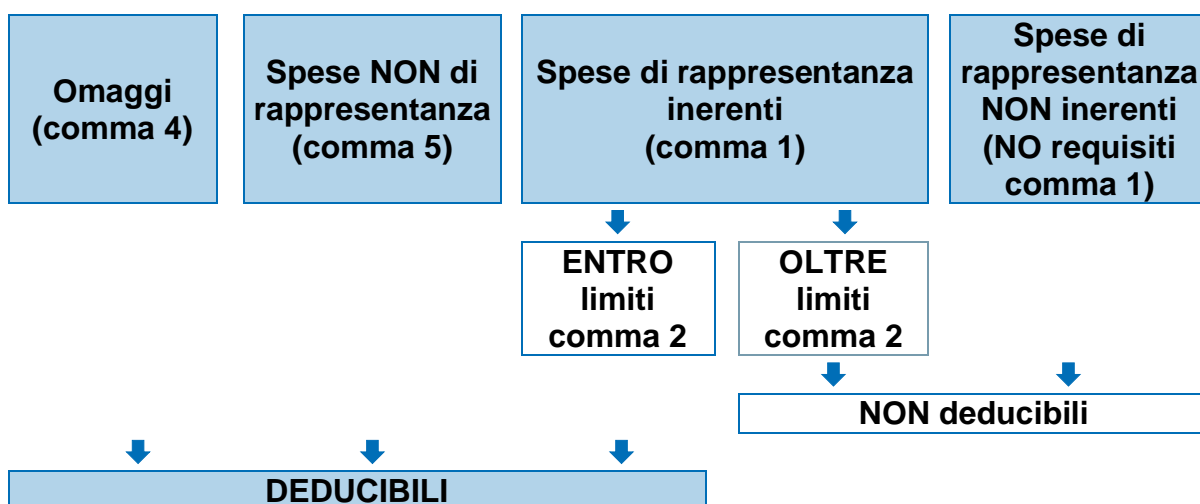 Omaggi
(comma 4)
Spese NON di
rappresentanza
(comma 5)
Spese di rappresentanza
inerenti
(comma 1)
Spese di
rappresentanza
NON inerenti
(NO requisiti
comma 1)
ENTRO
limiti
comma 2
OLTRE
limiti
comma 2
NON deducibili
DEDUCIBILI